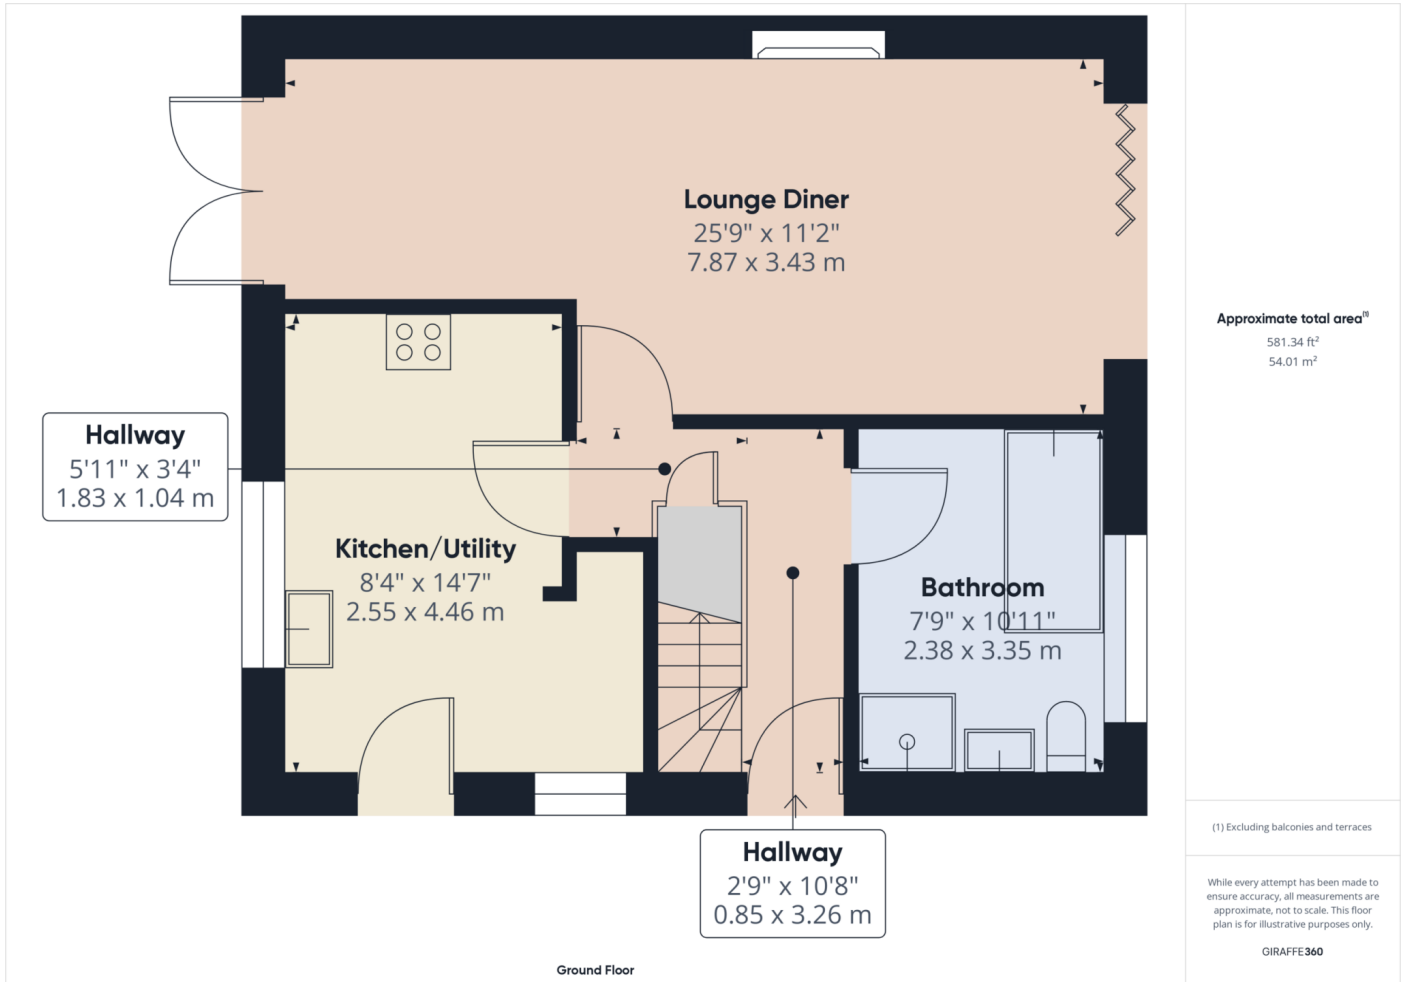 Lounge Diner
25'9" x 11'2"
7.87 x 3.43 m
Approximate total area(1)
581.34 ft²
54.01 m²
Hallway
5'11" x 3'4"
1.83 x 1.04 m
Kitchen/Utility
8'4" x 14'7"
2.55 x 4.46 m
Bathroom
7'9" x 10'11"
2.38 x 3.35 m
Hallway
2'9" x 10'8"
0.85 x 3.26 m
(1) Excluding balconies and terraces
While every attempt has been made to
ensure accuracy, all measurements are
approximate, not to scale. This floor
plan is for illustrative purposes only.
GIRAFFE360
Ground Floor